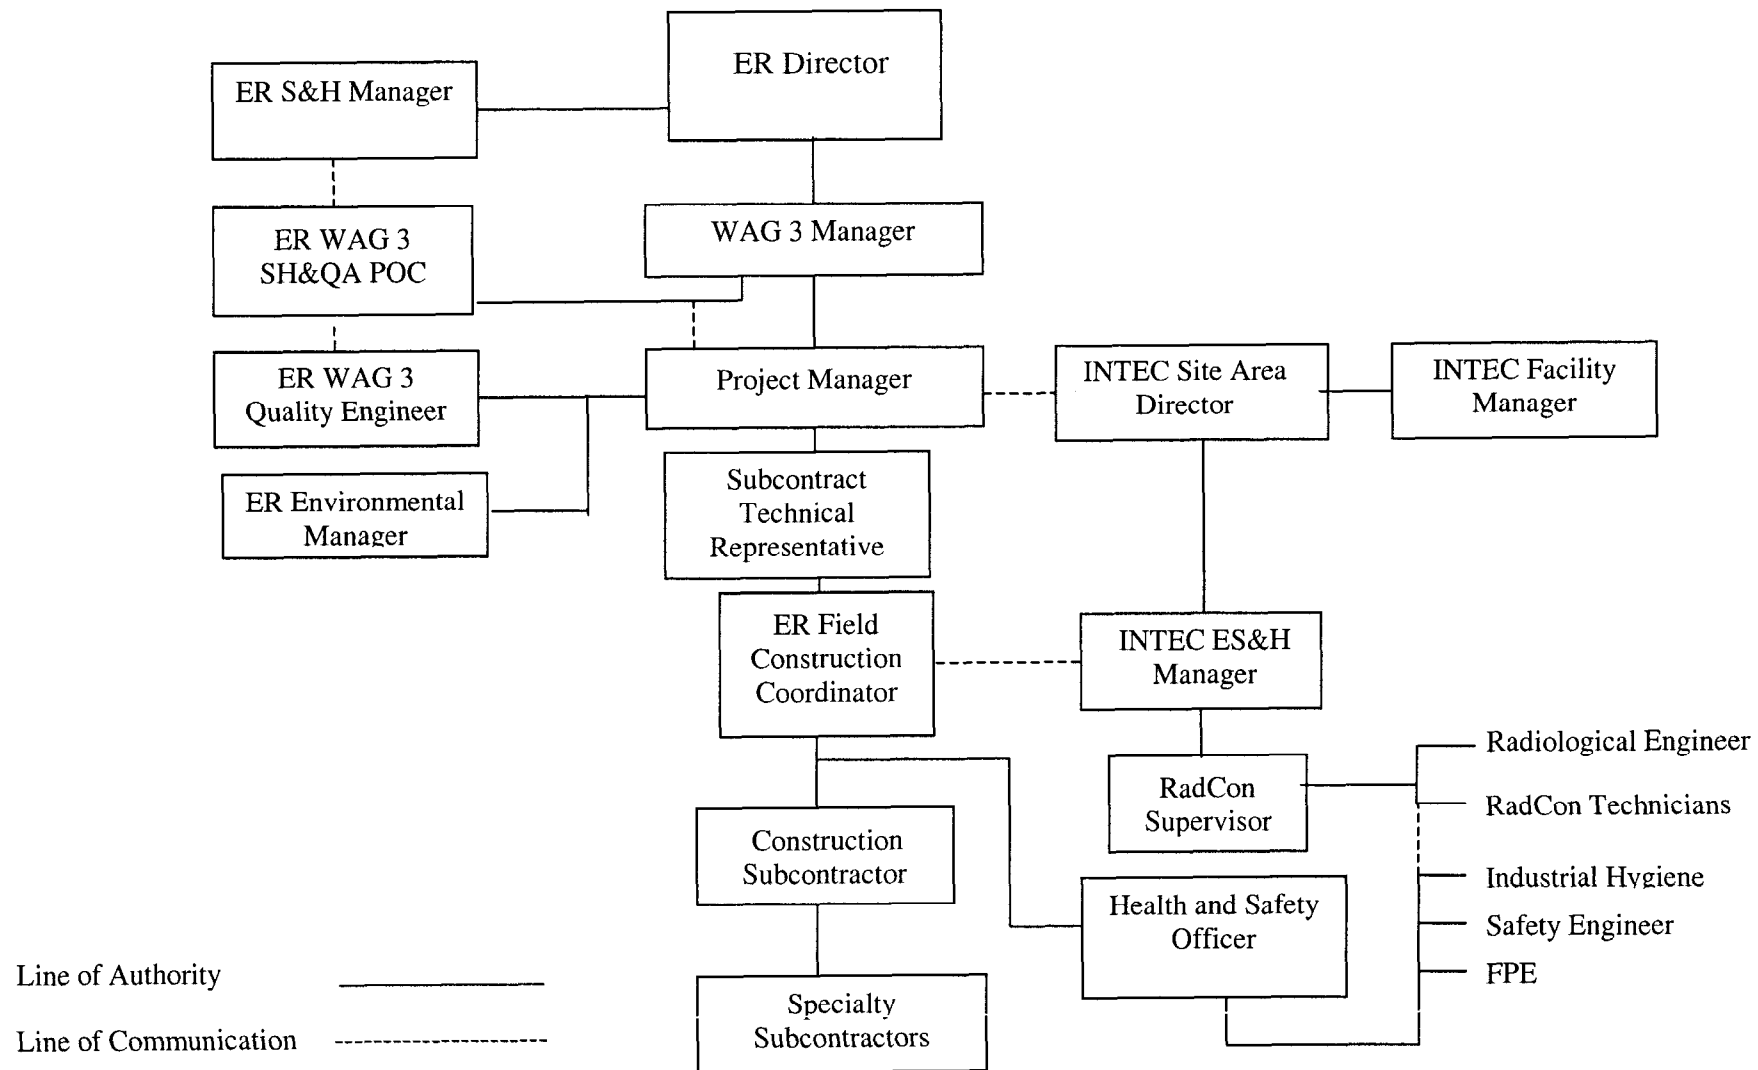 ER Director
ER S&H Manager
ER WAG 3
SH&QA POC
WAG 3 Manager
ER WAG 3
Quality Engineer
Project Manager
INTEC Site Area
Director
INTEC Facility
Manager
ER Environmental
Manager
Subcontract
Technical
Representative
ER Field
Construction
Coordinator
INTEC ES&H
Manager
RadCon
Supervisor
Radiological Engineer
RadCon Technicians
Industrial Hygiene
Safety Engineer
FPE
Construction
Subcontractor
Health and Safety
Officer
Specialty
Subcontractors
Line of Authority
Line of Communication